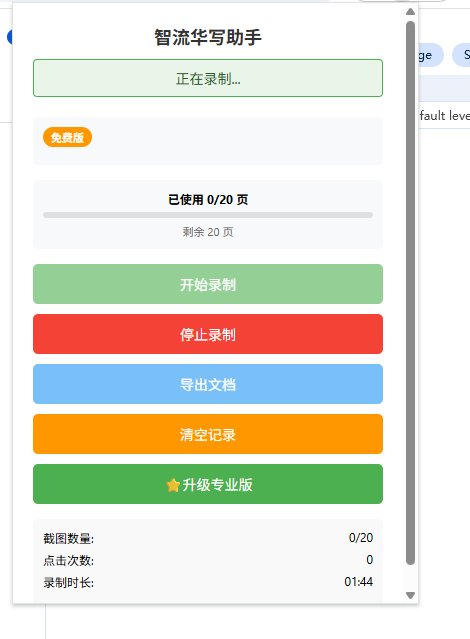 智流华写助手
正在录制...
免费版
已使用 0/20 页
剩余 20 页
开始录制
停止录制
导出文档
清空记录
⭐升级专业版
截图数量: 0/20
点击次数: 0
录制时长: 01:44
ge
S
fault leve